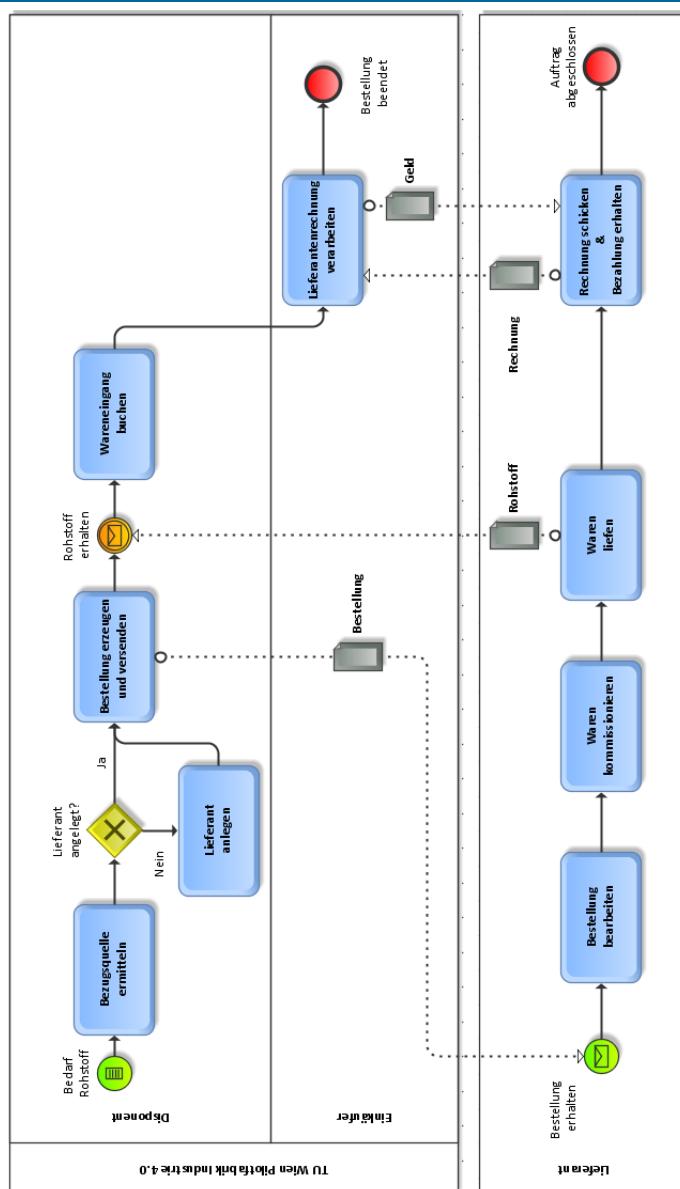 TU Wien Pilotfabrik Industrie 4.0
Disponent
Bedarf
Rohstoff
Bezugsquelle
ermitteln
Lieferant
angelegt?
Ja
Nein
Lieferant
anlegen
Bestellung erzeugen
und versenden
Rohstoff
erhalten
Wareneingang
buchen
Einkäufer
Bestellung
Lieferantenrechnung
verarbeiten
Geld
Bestellung
beendet
Rohstoff
Rechnung
Lieferant
Bestellung
erhalten
Bestellung
bearbeiten
Waren
kommissionieren
Waren
liefen
Rechnung schicken
&
Bezahlung erhalten
Auftrag
abgeschlossen